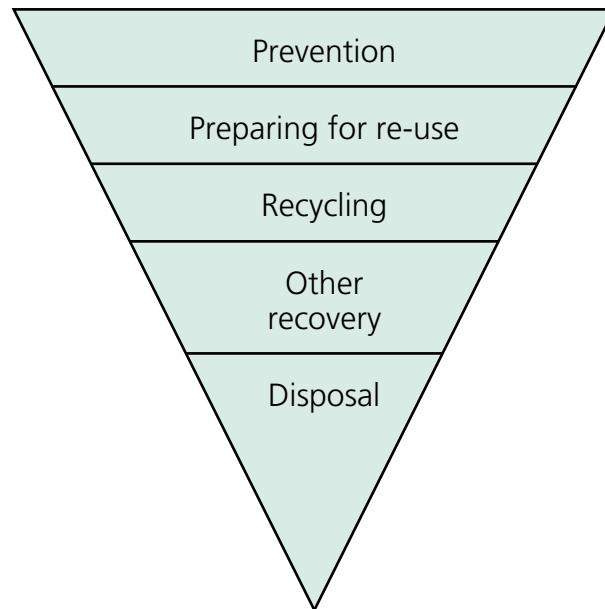 Prevention
Preparing for re-use
Recycling
Other
recovery
Disposal